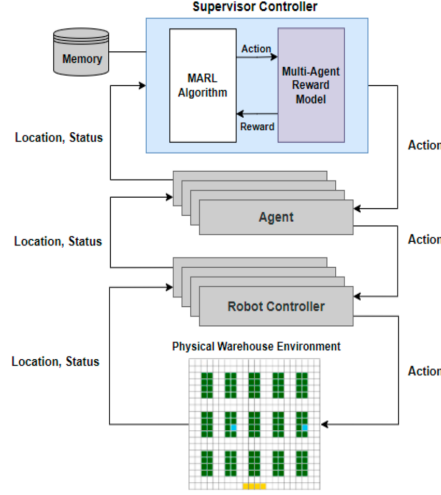 Supervisor Controller
Memory
MARL
Algorithm
Action
Reward
Multi-Agent
Reward
Model
Location, Status
Action
Agent
Location, Status
Action
Robot Controller
Physical Warehouse Environment
Location, Status
Action